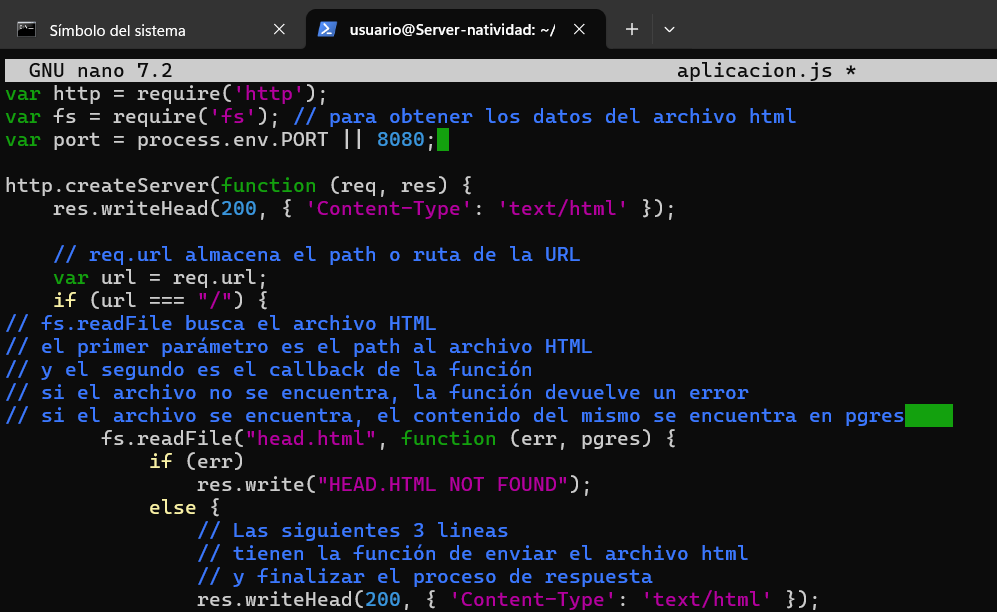 Símbolo del sistema
usuario@Server-natividad: ~/
GNU nano 7.2 aplicacion.js *
var http = require('http');
var fs = require('fs'); // para obtener los datos del archivo html
var port = process.env.PORT || 8080;
http.createServer(function (req, res) {
    res.writeHead(200, { 'Content-Type': 'text/html' });
    // req.url almacena el path o ruta de la URL
    var url = req.url;
    if (url === "/") {
// fs.readFile busca el archivo HTML
// el primer parámetro es el path al archivo HTML
// y el segundo es el callback de la función
// si el archivo no se encuentra, la función devuelve un error
// si el archivo se encuentra, el contenido del mismo se encuentra en pgres
        fs.readFile("head.html", function (err, pgres) {
            if (err)
                res.write("HEAD.HTML NOT FOUND");
            else {
                // Las siguientes 3 lineas
                // tienen la función de enviar el archivo html
                // y finalizar el proceso de respuesta
                res.writeHead(200, { 'Content-Type': 'text/html' });